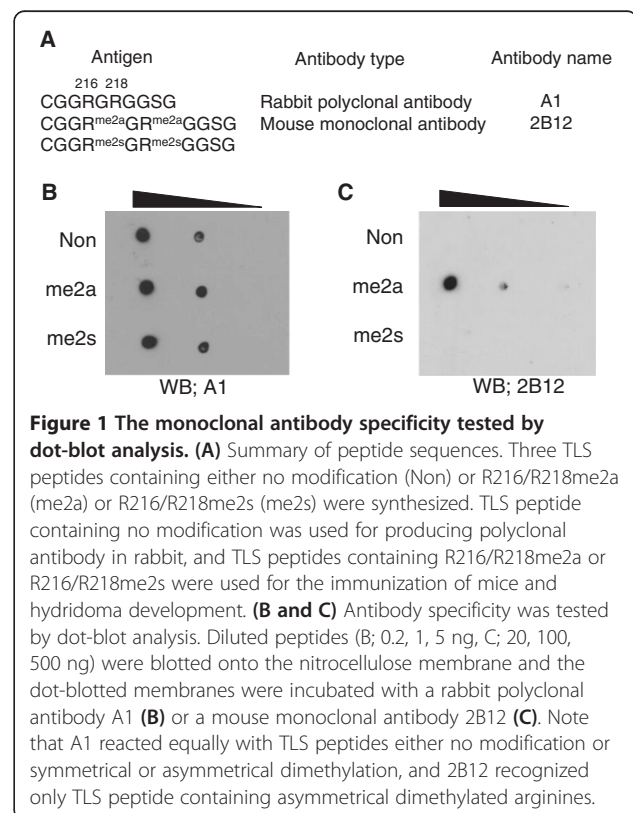 A
Antigen Antibody type Antibody name
216 218
CGGRGRGGSG Rabbit polyclonal antibody A1
CGGRme2aGRme2aGGSG Mouse monoclonal antibody 2B12
CGGRme2sGRme2sGGSG
B
Non
me2a
me2s
WB; A1
C
Non
me2a
me2s
WB; 2B12
Figure 1 The monoclonal antibody specificity tested by
dot-blot analysis. (A) Summary of peptide sequences. Three TLS
peptides containing either no modification (Non) or R216/R218me2a
(me2a) or R216/R218me2s (me2s) were synthesized. TLS peptide
containing no modification was used for producing polyclonal
antibody in rabbit, and TLS peptides containing R216/R218me2a or
R216/R218me2s were used for the immunization of mice and
hydridoma development. (B and C) Antibody specificity was tested
by dot-blot analysis. Diluted peptides (B; 0.2, 1, 5 ng, C; 20, 100,
500 ng) were blotted onto the nitrocellulose membrane and the
dot-blotted membranes were incubated with a rabbit polyclonal
antibody A1 (B) or a mouse monoclonal antibody 2B12 (C). Note
that A1 reacted equally with TLS peptides either no modification or
symmetrical or asymmetrical dimethylation, and 2B12 recognized
only TLS peptide containing asymmetrical dimethylated arginines.